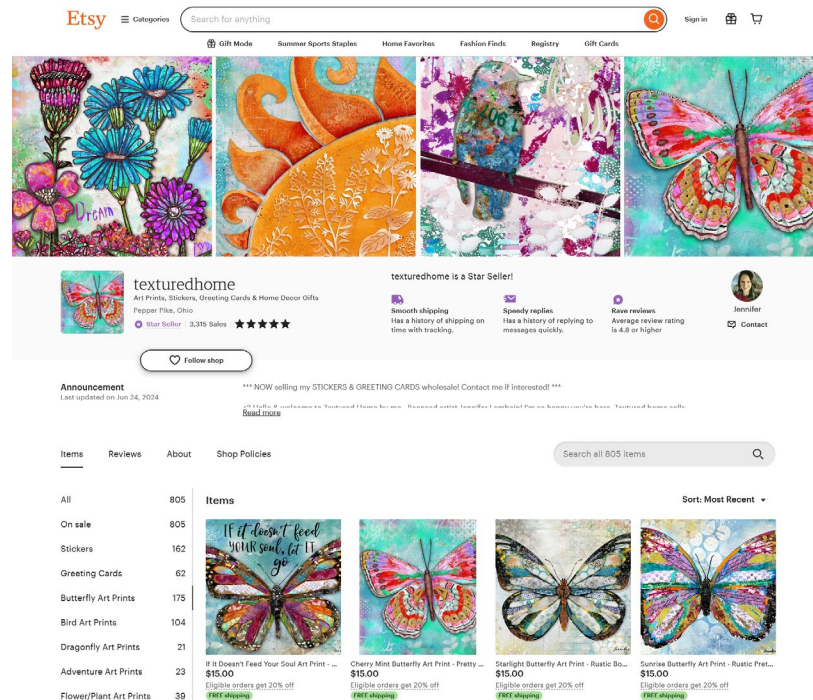 Etsy
Categories
Search for anything
Sign in
Gift Mode
Summer Sports Staples
Home Favorites
Fashion Finds
Registry
Gift Cards
Dream
L 90T
texturedhome
Art Prints, Stickers, Greeting Cards & Home Decor Gifts
Pepper Pike, Ohio
Star Seller
3,315 Sales
Follow shop
texturedhome is a Star Seller!
Smooth shipping
Has a history of shipping on
time with tracking.
Speedy replies
Has a history of replying to
messages quickly.
Rave reviews
Average review rating
is 4.8 or higher
Jennifer
Contact
Announcement
Last updated on Jun 24, 2024
*** NOW selling my STICKERS & GREETING CARDS wholesale! Contact me if interested! ***
Read more
Items
Reviews
About
Shop Policies
Search all 805 items
All 805
On sale 805
Stickers 162
Greeting Cards 62
Butterfly Art Prints 175
Bird Art Prints 104
Dragonfly Art Prints 21
Adventure Art Prints 23
Flower/Plant Art Prints 39
Items
Sort: Most Recent
IF it doesn't feed
YOUR soul, let IT
go
If It Doesn't Feed Your Soul Art Print - ...
$15.00
Eligible orders get 20% off
FREE shipping
Cherry Mint Butterfly Art Print - Pretty ...
$15.00
Eligible orders get 20% off
FREE shipping
Starlight Butterfly Art Print - Rustic Bo...
$15.00
Eligible orders get 20% off
FREE shipping
Sunrise Butterfly Art Print - Rustic Pret...
$15.00
Eligible orders get 20% off
FREE shipping